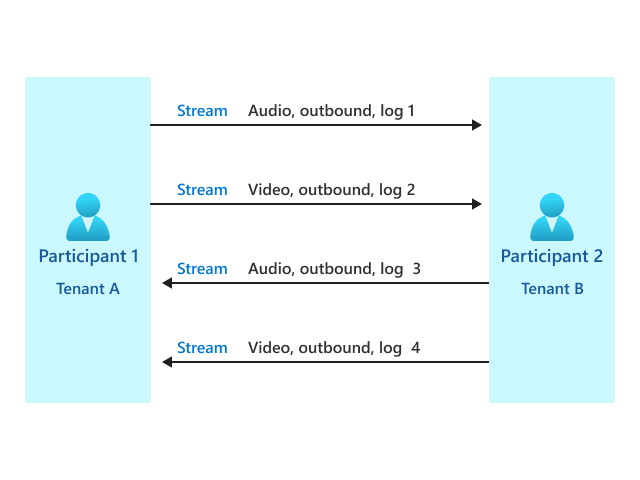 Stream Audio, outbound, log 1
Stream Video, outbound, log 2
Participant 1
Tenant A
Stream Audio, outbound, log 3
Stream Video, outbound, log 4
Participant 2
Tenant B